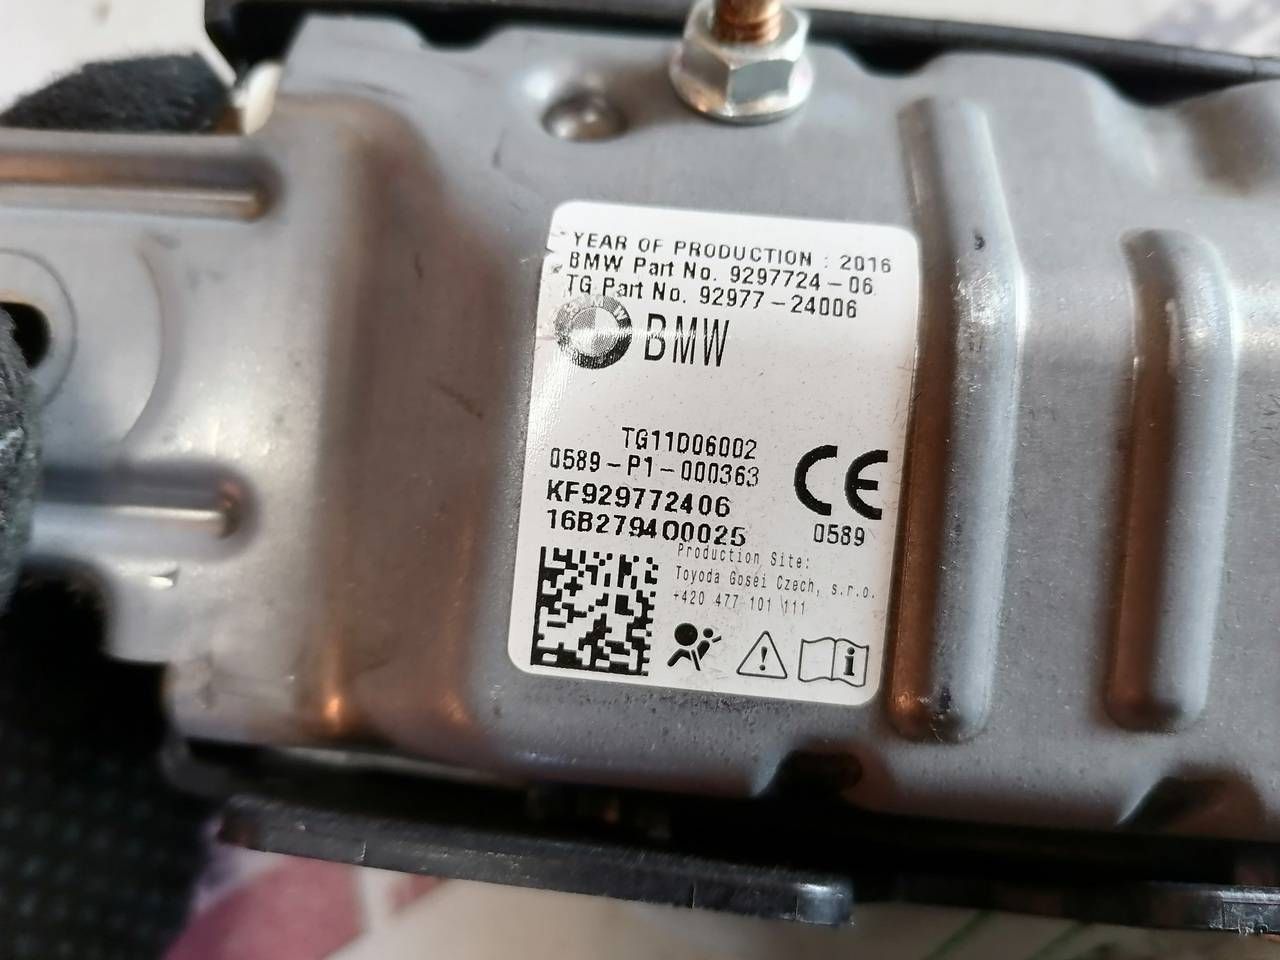 YEAR OF PRODUCTION : 2016
BMW Part No. 9297724-06
TG Part No. 92977-24006
BMW
TG11D06002
0589-P1-000363
KF929772406
16B279400025
CE
0589
Production Site:
Toyoda Gosei Czech, s.r.o.
+420 477 101 111